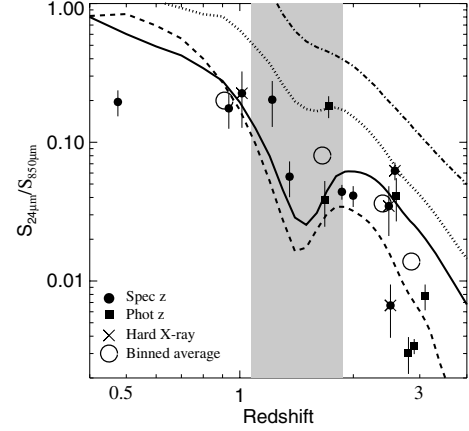 1.00
0.10
0.01
S24μm/S850μm
Spec z
Phot z
Hard X-ray
Binned average
0.5
1
3
Redshift